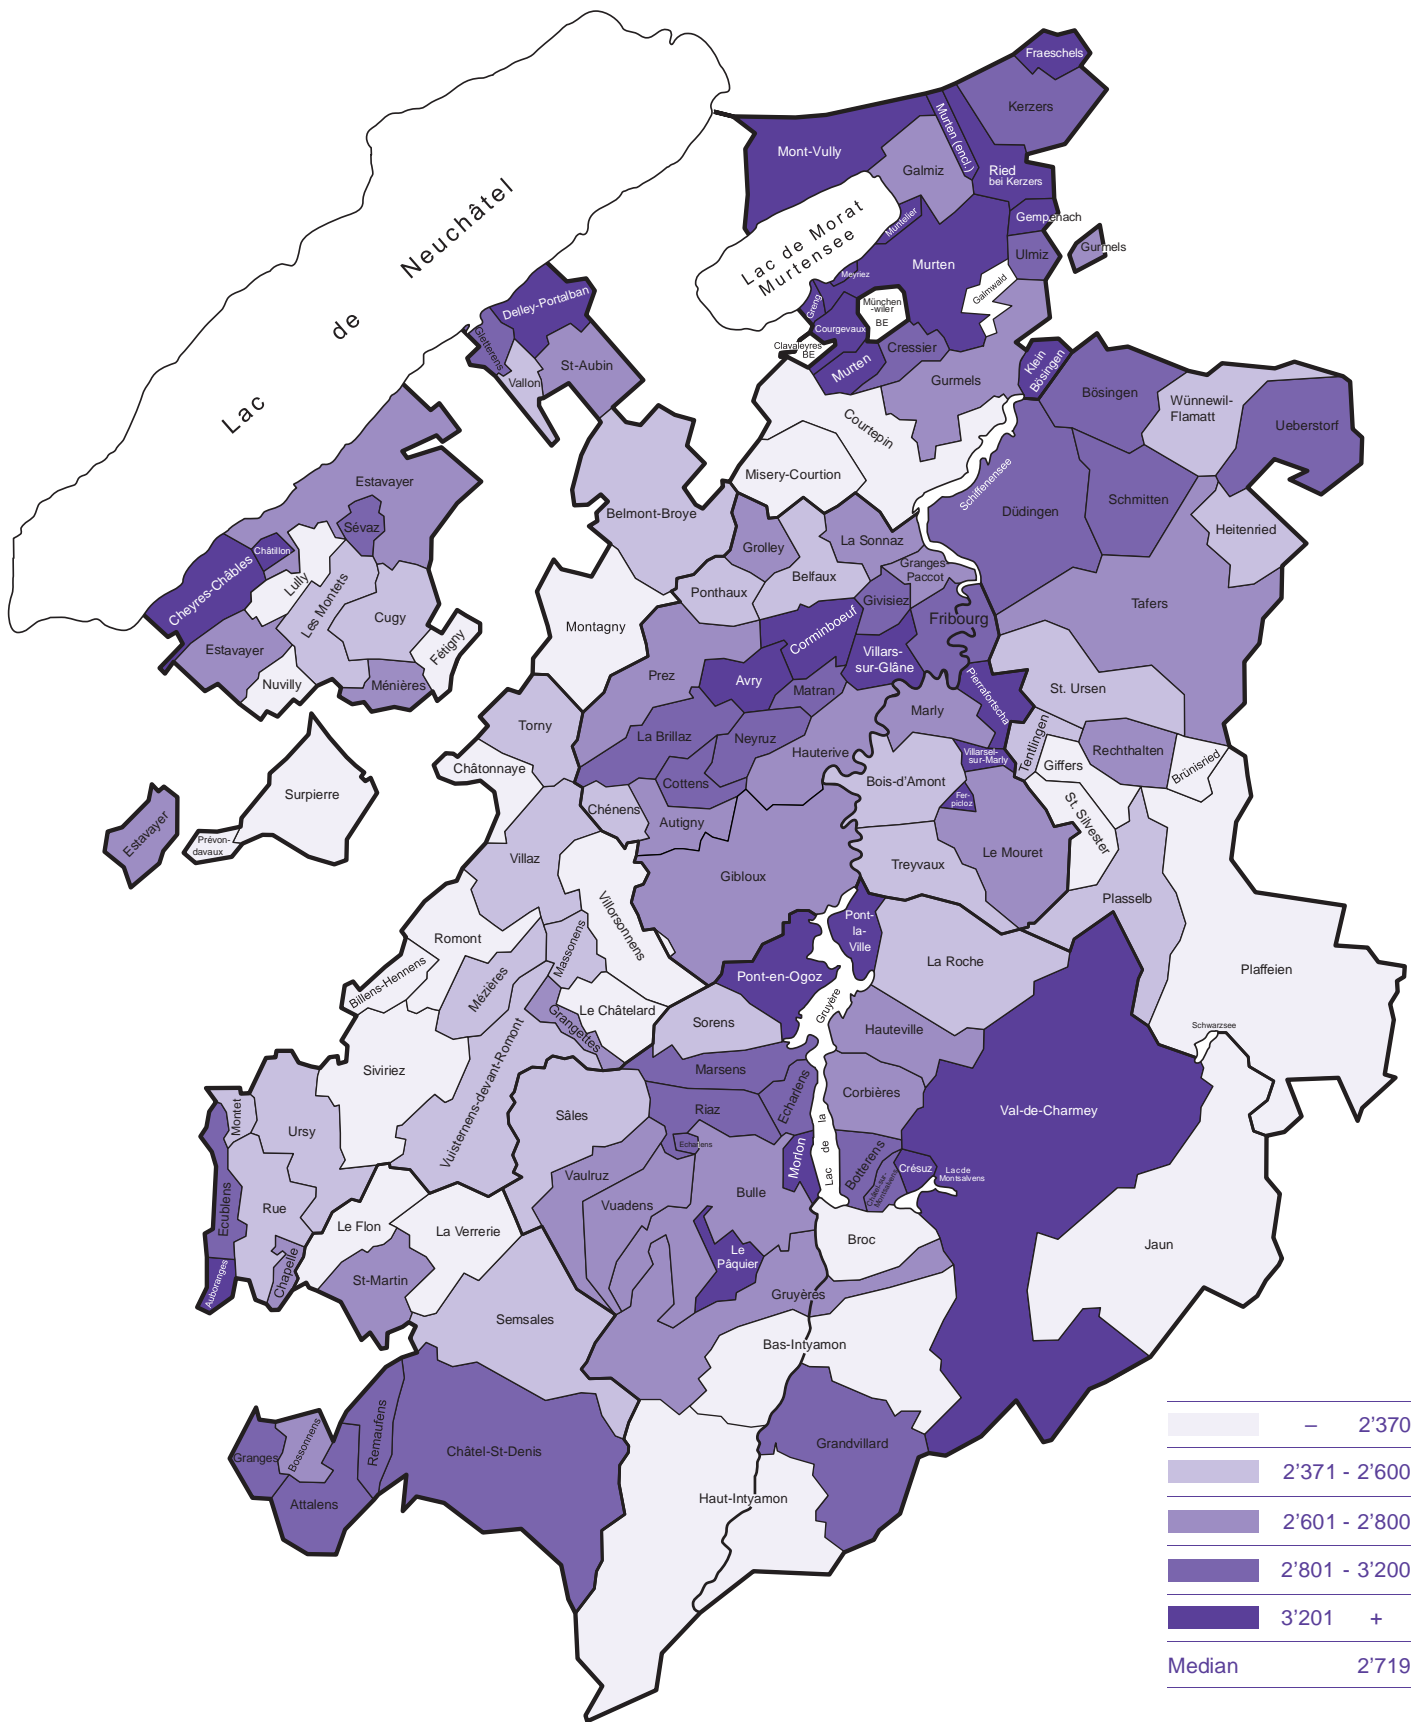 Fraeschels
Kerzers
Murten (encl.)
Mont-Vully
Galmiz
Ried
bei Kerzers
Lac de Neuchâtel
Lac de Morat
Murtensee
Muntelier
Gempenach
Gurmels
Ulmiz
Murten
Meyriez
Galmwald
Greng
München
-wiler
BE
Delley-Portalban
Courgevaux
Clavaleyres
BE
Cressier
Murten
Gletterens
Vallon
St-Aubin
Klein
Bösingen
Gurmels
Bösingen
Wünnewil-
Flamatt
Ueberstorf
Courtepin
Misery-Courtion
Schiffenensee
Estavayer
Sévaz
Belmont-Broye
Düdingen
Schmitten
Heitenried
Châtillon
Cheyres-Châbles
Lully
Les Montets
Cugy
Grolley
La Sonnaz
Belfaux
Granges-
Paccot
Ponthaux
Givisiez
Tafers
Fribourg
Montagny
Corminboeuf
Villars-
sur-Glâne
Fétigny
Estavayer
Nuvilly
Ménières
Prez
Avry
Matran
Pierrafortscha
St. Ursen
Marly
Torny
La Brillaz
Neyruz
Hauterive
Villarsel-
sur-Marly
Tentlingen
Giffers
Rechthalten
Brünisried
Châtonnaye
Surpierre
Cottens
Bois-d'Amont
Fer-
picloz
St. Silvester
Chénens
Autigny
Estavayer
Prévon-
davaux
Villaz
Le Mouret
Treyvaux
Gibloux
Plasselb
Villorsonnens
Romont
Massonens
Pont-
la-
Ville
La Roche
Plaffeien
Billens-Hennens
Mézières
Pont-en-Ogoz
Le Châtelard
Grangettes
Sorens
Hauteville
Schwarzsee
Siviriez
Vuisternens-devant-Romont
Marsens
Echarlens
Corbières
Val-de-Charmey
Sâles
Riaz
Montet
Ursy
Echarlens
Lac de la Gruyère
Vaulruz
Morlon
Botterens
Châtel-sur-
Montsalvens
Crésuz
Lac de
Montsalvens
Ecublens
Rue
Vuadens
Bulle
Le Flon
La Verrerie
Broc
Jaun
Le
Pâquier
Chapelle
St-Martin
Auboranges
Gruyères
Semsales
Bas-Intyamon
Remaufens
Bossonnens
Granges
Châtel-St-Denis
Grandvillard
Attalens
Haut-Intyamon
– 2'370
2'371 - 2'600
2'601 - 2'800
2'801 - 3'200
3'201 +
Median 2'719